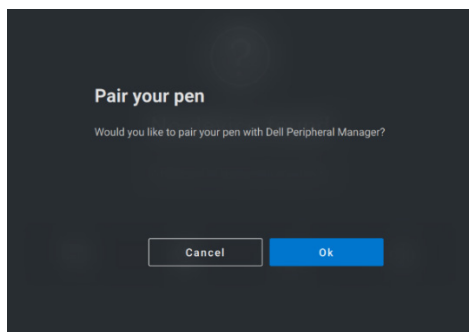 Pair your pen
Would you like to pair your pen with Dell Peripheral Manager?
Cancel
Ok